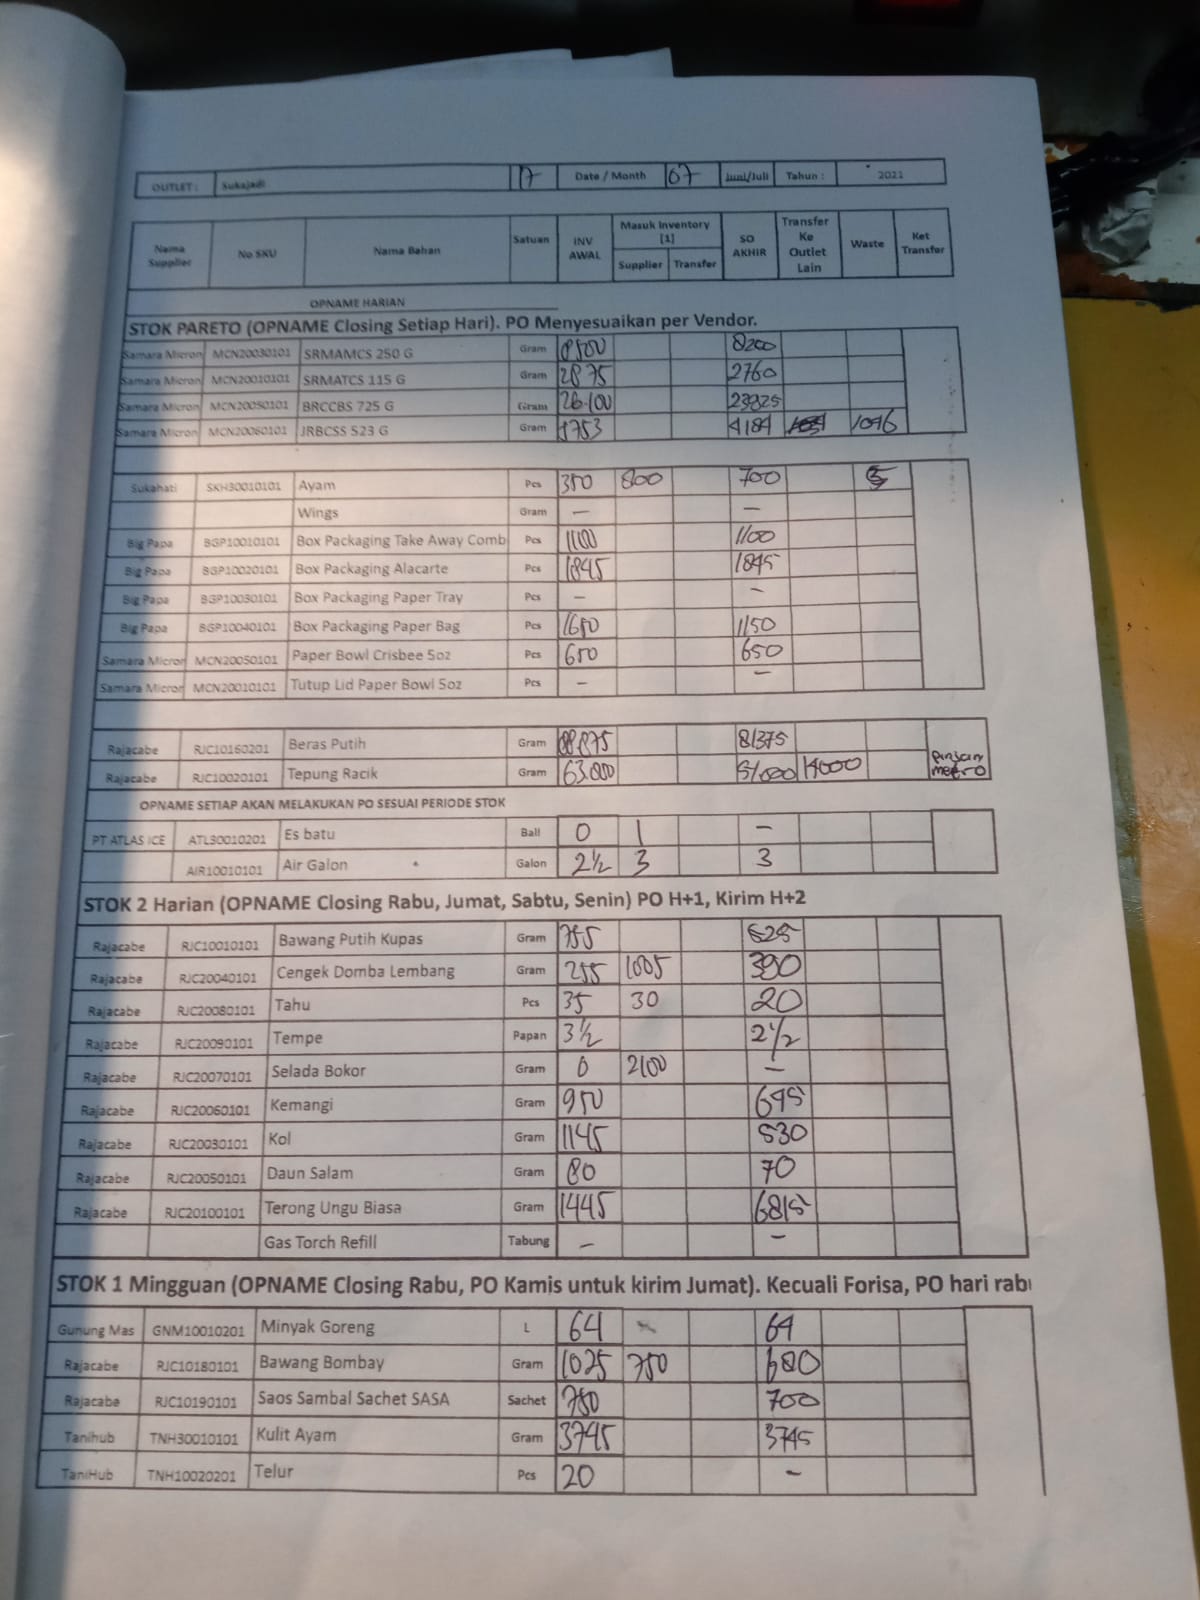 OUTLET : Sukajadi 17 Date / Month 07 Juni/Juli Tahun : 2021
Nama Supplier No SKU Nama Bahan Satuan INV AWAL Masuk Inventory [1] Supplier Transfer SO AKHIR Transfer Ke Outlet Lain Waste Ket Transfer
OPNAME HARIAN
STOK PARETO (OPNAME Closing Setiap Hari). PO Menyesuaikan per Vendor.
Samara Micron MCN20030101 SRMAMCS 250 G Gram 8500 8200
Samara Micron MCN20010101 SRMATCS 115 G Gram 2875 2760
Samara Micron MCN20050101 BRCCBS 725 G Gram 26.100 23825
Samara Micron MCN20060101 JRBCSS 523 G Gram 4184 1046
Sukahati SKH30010101 Ayam Pcs 350 800 700 5
Wings Gram — —
Big Papa BGP10010101 Box Packaging Take Away Comb Pcs 1100 1100
Big Papa BGP10020101 Box Packaging Alacarte Pcs 1845 1845
Big Papa BGP10030101 Box Packaging Paper Tray Pcs - -
Big Papa BGP10040101 Box Packaging Paper Bag Pcs 1150
Samara Micron MCN20050101 Paper Bowl Crisbee 5oz Pcs 650 650
Samara Micron MCN20010101 Tutup Lid Paper Bowl 5oz Pcs - —
Rajacabe RJC10160201 Beras Putih Gram 88.875 81375
Rajacabe RJC10020101 Tepung Racik Gram 63.000 51.000 metro
OPNAME SETIAP AKAN MELAKUKAN PO SESUAI PERIODE STOK
PT ATLAS ICE ATL30010201 Es batu Ball 0 1 —
AIR10010101 Air Galon Galon 2½ 3 3
STOK 2 Harian (OPNAME Closing Rabu, Jumat, Sabtu, Senin) PO H+1, Kirim H+2
Rajacabe RJC10010101 Bawang Putih Kupas Gram 755 525
Rajacabe RJC20040101 Cengek Domba Lembang Gram 255 1005 390
Rajacabe RJC20080101 Tahu Pcs 35 30 20
Rajacabe RJC20090101 Tempe Papan 3½ 2½
Rajacabe RJC20070101 Selada Bokor Gram 0 2100 —
Rajacabe RJC20060101 Kemangi Gram 950 645
Rajacabe RJC20030101 Kol Gram 1145 530
Rajacabe RJC20050101 Daun Salam Gram 80 70
Rajacabe RJC20100101 Terong Ungu Biasa Gram 1445 6815
Gas Torch Refill Tabung - -
STOK 1 Mingguan (OPNAME Closing Rabu, PO Kamis untuk kirim Jumat). Kecuali Forisa, PO hari rabu
Gunung Mas GNM10010201 Minyak Goreng L 64 64
Rajacabe RJC10180101 Bawang Bombay Gram 1025 750 680
Rajacabe RJC10190101 Saos Sambal Sachet SASA Sachet 750 700
Tanihub TNH30010101 Kulit Ayam Gram 3745 3745
TaniHub TNH10020201 Telur Pcs 20 -